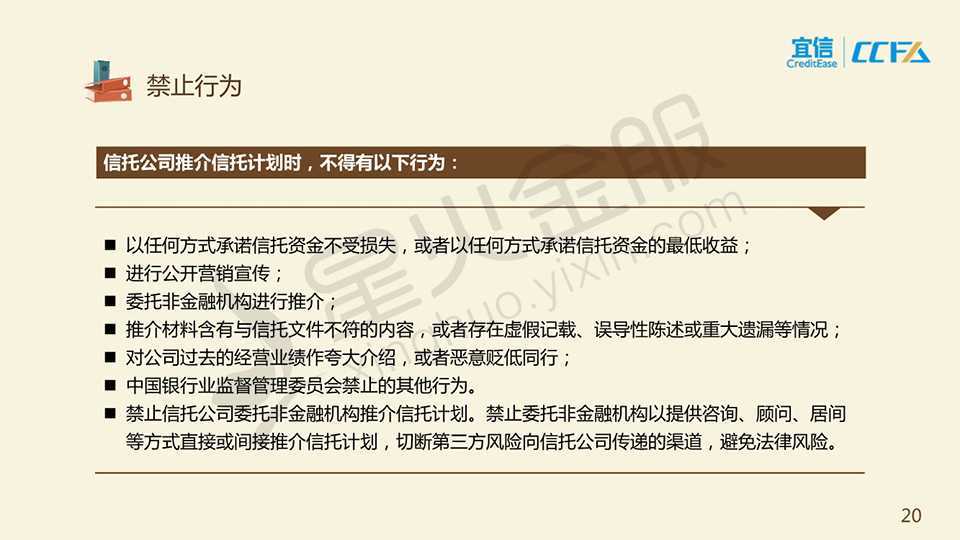 宜信
CreditEase
CCFA
禁止行为
信托公司推介信托计划时，不得有以下行为：
■ 以任何方式承诺信托资金不受损失，或者以任何方式承诺信托资金的最低收益；
■ 进行公开营销宣传；
■ 委托非金融机构进行推介；
■ 推介材料含有与信托文件不符的内容，或者存在虚假记载、误导性陈述或重大遗漏等情况；
■ 对公司过去的经营业绩作夸大介绍，或者恶意贬低同行；
■ 中国银行业监督管理委员会禁止的其他行为。
■ 禁止信托公司委托非金融机构推介信托计划。禁止委托非金融机构以提供咨询、顾问、居间
等方式直接或间接推介信托计划，切断第三方风险向信托公司传递的渠道，避免法律风险。
星火金服
xinghuo.yixin.com
20